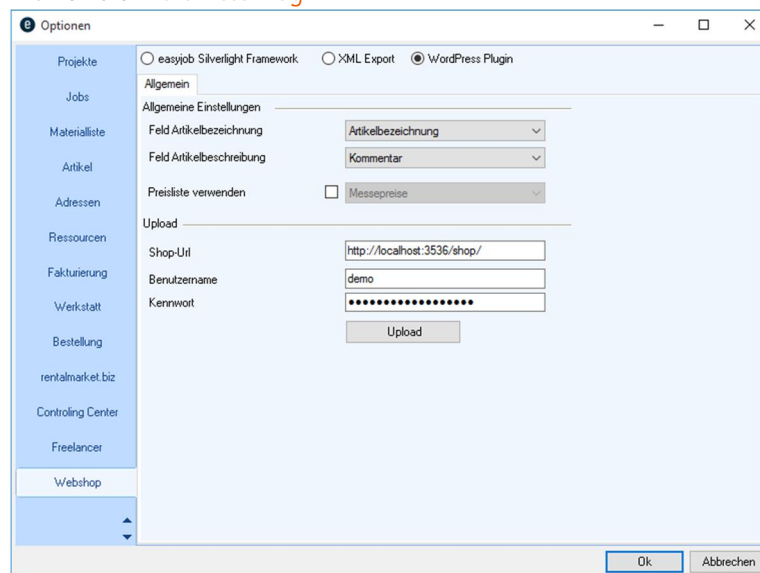 Optionen
Projekte
Jobs
Materialliste
Artikel
Adressen
Ressourcen
Fakturierung
Werkstatt
Bestellung
rentalmarket.biz
Controling Center
Freelancer
Webshop
easyjob Silverlight Framework XML Export WordPress Plugin
Allgemein
Allgemeine Einstellungen
Feld Artikelbezeichnung Artikelbezeichnung
Feld Artikelbeschreibung Kommentar
Preisliste verwenden Messepreise
Upload
Shop-Url http://localhost:3536/shop/
Benutzername demo
Kennwort ••••••••••••••••••
Upload
Ok Abbrechen